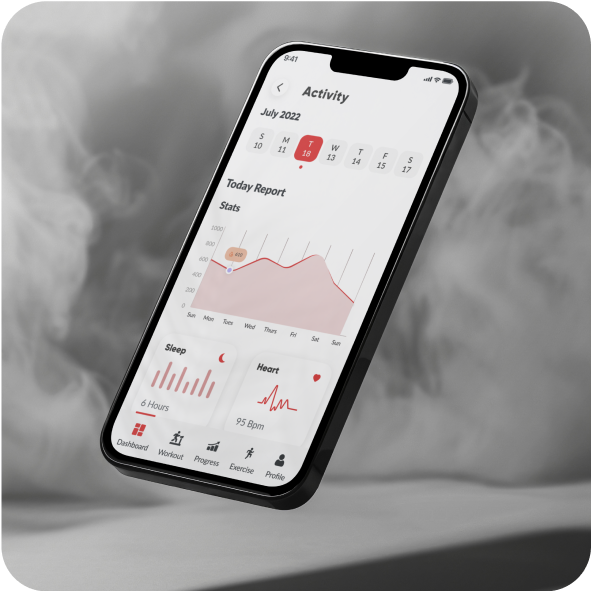 9:41
Activity
July 2022
S M T W T F S
10 11 18 13 14 15 17
Today Report
Stats
1000
800
600
400
200
0
Sun Mon Tues Wed Thurs Fri Sat Sun
Sleep
Heart
6 Hours
95 Bpm
Dashboard Workout Progress Exercise Profile